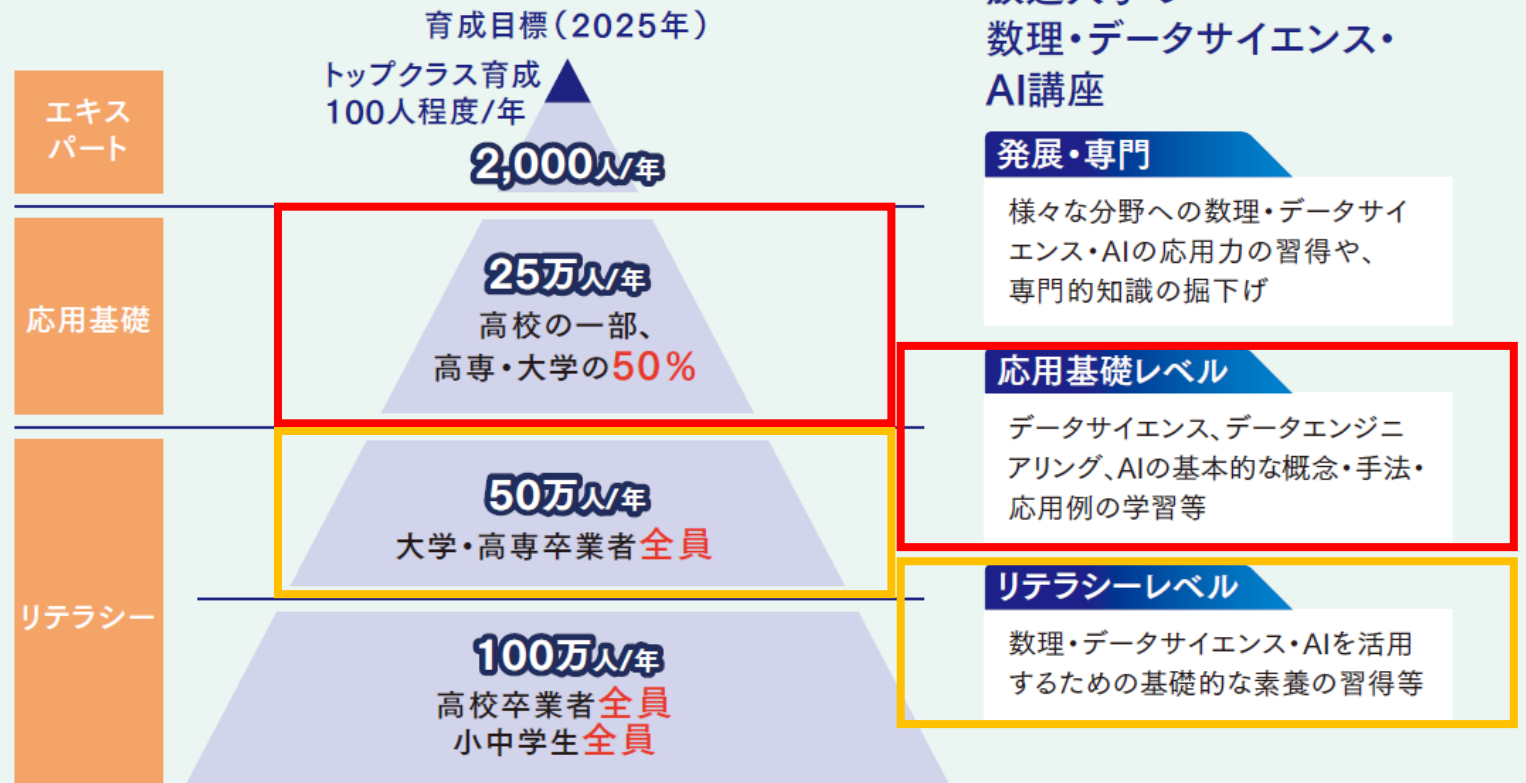 育成目標（2025年）
トップクラス育成
100人程度/年
エキス
パート
2,000人/年
応用基礎
25万人/年
高校の一部、
高専・大学の50％
リテラシー
50万人/年
大学・高専卒業者全員
100万人/年
高校卒業者全員
小中学生全員
数理・データサイエンス・
AI講座
発展・専門
様々な分野への数理・データサイ
エンス・AIの応用力の習得や、
専門的知識の掘下げ
応用基礎レベル
データサイエンス、データエンジニ
アリング、AIの基本的な概念・手法・
応用例の学習等
リテラシーレベル
数理・データサイエンス・AIを活用
するための基礎的な素養の習得等